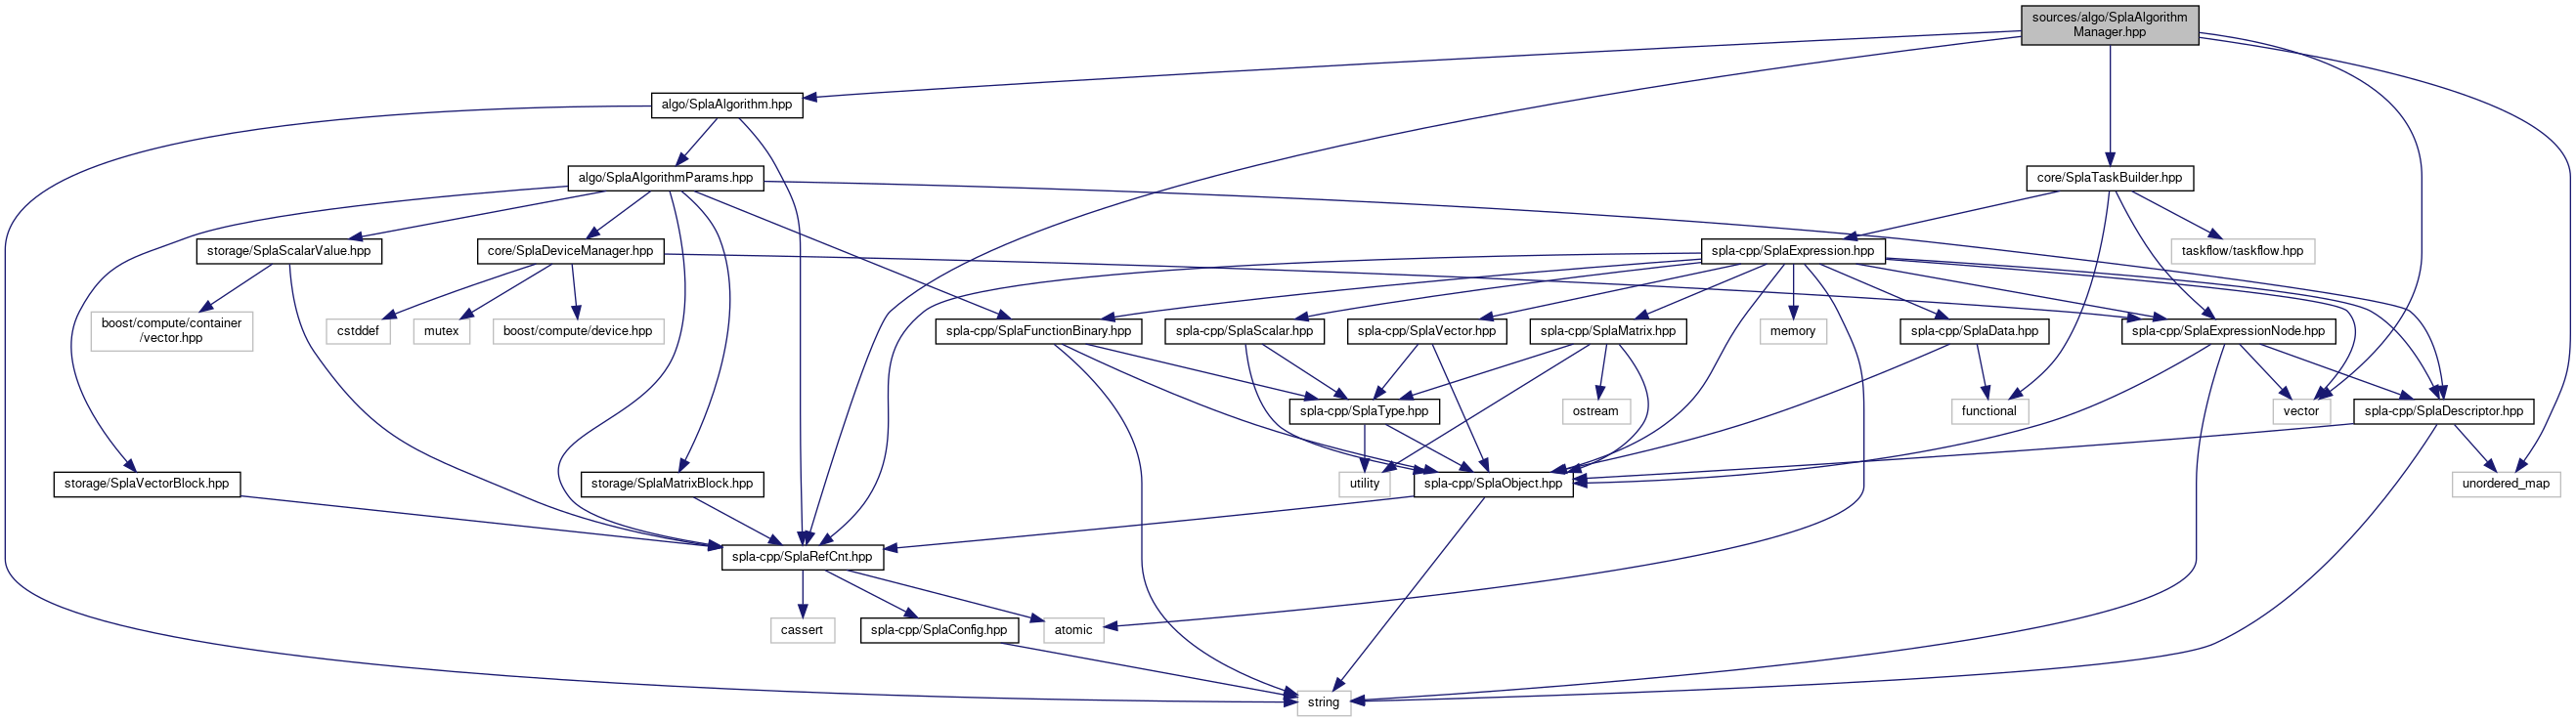 sources/algo/SplaAlgorithm
Manager.hpp
algo/SplaAlgorithm.hpp
algo/SplaAlgorithmParams.hpp
core/SplaTaskBuilder.hpp
storage/SplaScalarValue.hpp
core/SplaDeviceManager.hpp
spla-cpp/SplaExpression.hpp
taskflow/taskflow.hpp
boost/compute/container
/vector.hpp
cstddef
mutex
boost/compute/device.hpp
spla-cpp/SplaFunctionBinary.hpp
spla-cpp/SplaScalar.hpp
spla-cpp/SplaVector.hpp
spla-cpp/SplaMatrix.hpp
memory
spla-cpp/SplaData.hpp
spla-cpp/SplaExpressionNode.hpp
spla-cpp/SplaType.hpp
ostream
functional
vector
spla-cpp/SplaDescriptor.hpp
storage/SplaVectorBlock.hpp
storage/SplaMatrixBlock.hpp
utility
spla-cpp/SplaObject.hpp
unordered_map
spla-cpp/SplaRefCnt.hpp
cassert
spla-cpp/SplaConfig.hpp
atomic
string